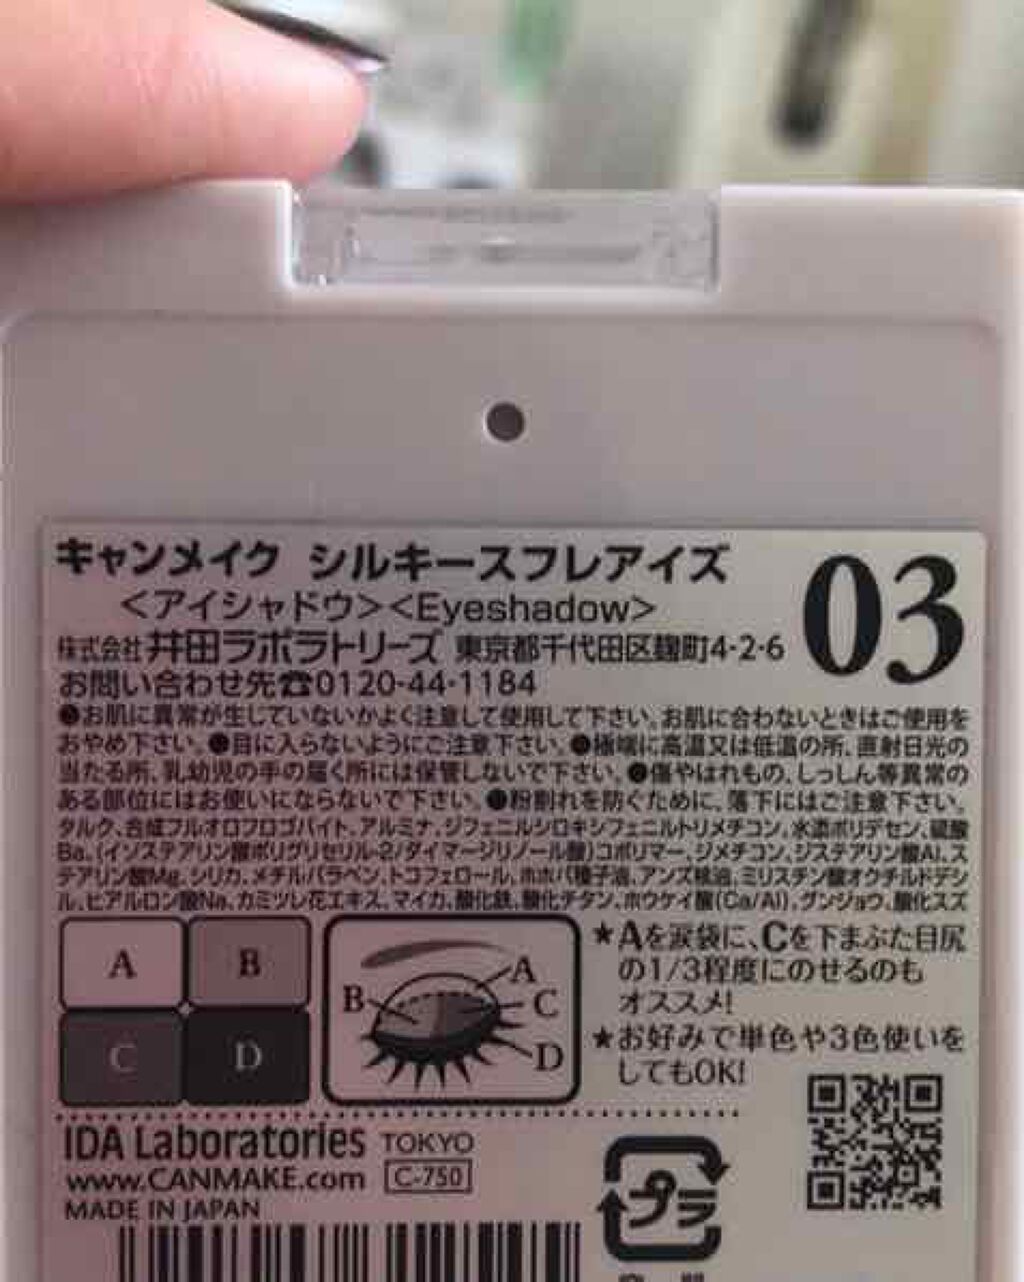 キャンメイク シルキースフレアイズ
03
<アイシャドウ><Eyeshadow>
株式会社井田ラボラトリーズ 東京都千代田区麹町4-2-6
お問い合わせ先☎0120-44-1184
●お肌に異常が生じていないかよく注意して使用して下さい。お肌に合わないときはご使用を
おやめ下さい。●目に入らないようにご注意下さい。●極端に高温又は低温の所、直射日光の
当たる所、乳幼児の手の届く所には保管しないで下さい。●傷やはれもの、しっしん等異常の
ある部位にはお使いにならないで下さい。●粉割れを防ぐために、落下にはご注意下さい。
タルク、合成フルオロフロゴパイト、アルミナ、ジフェニルシロキシフェニルトリメチコン、水添ポリデセン、硫酸
Ba、(イソステアリン酸ポリグリセリル-2/ダイマージリノール酸)コポリマー、ジメチコン、ジステアリン酸Al、ス
テアリン酸Mg、シリカ、メチルパラベン、トコフェロール、ホホバ種子油、アンズ核油、ミリスチン酸オクチルドデシ
ル、ヒアルロン酸Na、カミツレ花エキス、マイカ、酸化鉄、酸化チタン、ホウケイ酸(Ca/Al)、グンジョウ、酸化スズ
A B
C D
A
B
C
D
★Aを涙袋に、Cを下まぶた目尻
の1/3程度にのせるのも
オススメ!
★お好みで単色や3色使いを
してもOK!
IDA Laboratories TOKYO
www.CANMAKE.com C-750
MADE IN JAPAN
プラ